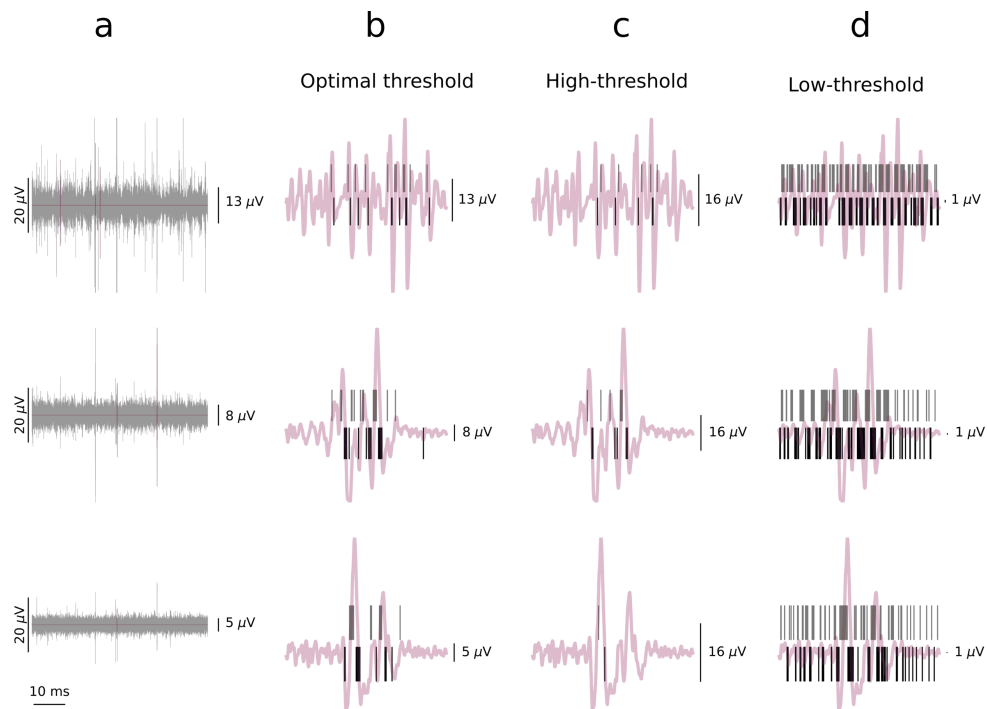 a b c d
Optimal threshold High-threshold Low-threshold
20 µV 13 µV 13 µV 16 µV 1 µV
20 µV 8 µV 8 µV 16 µV 1 µV
20 µV 5 µV 5 µV 16 µV 1 µV
10 ms